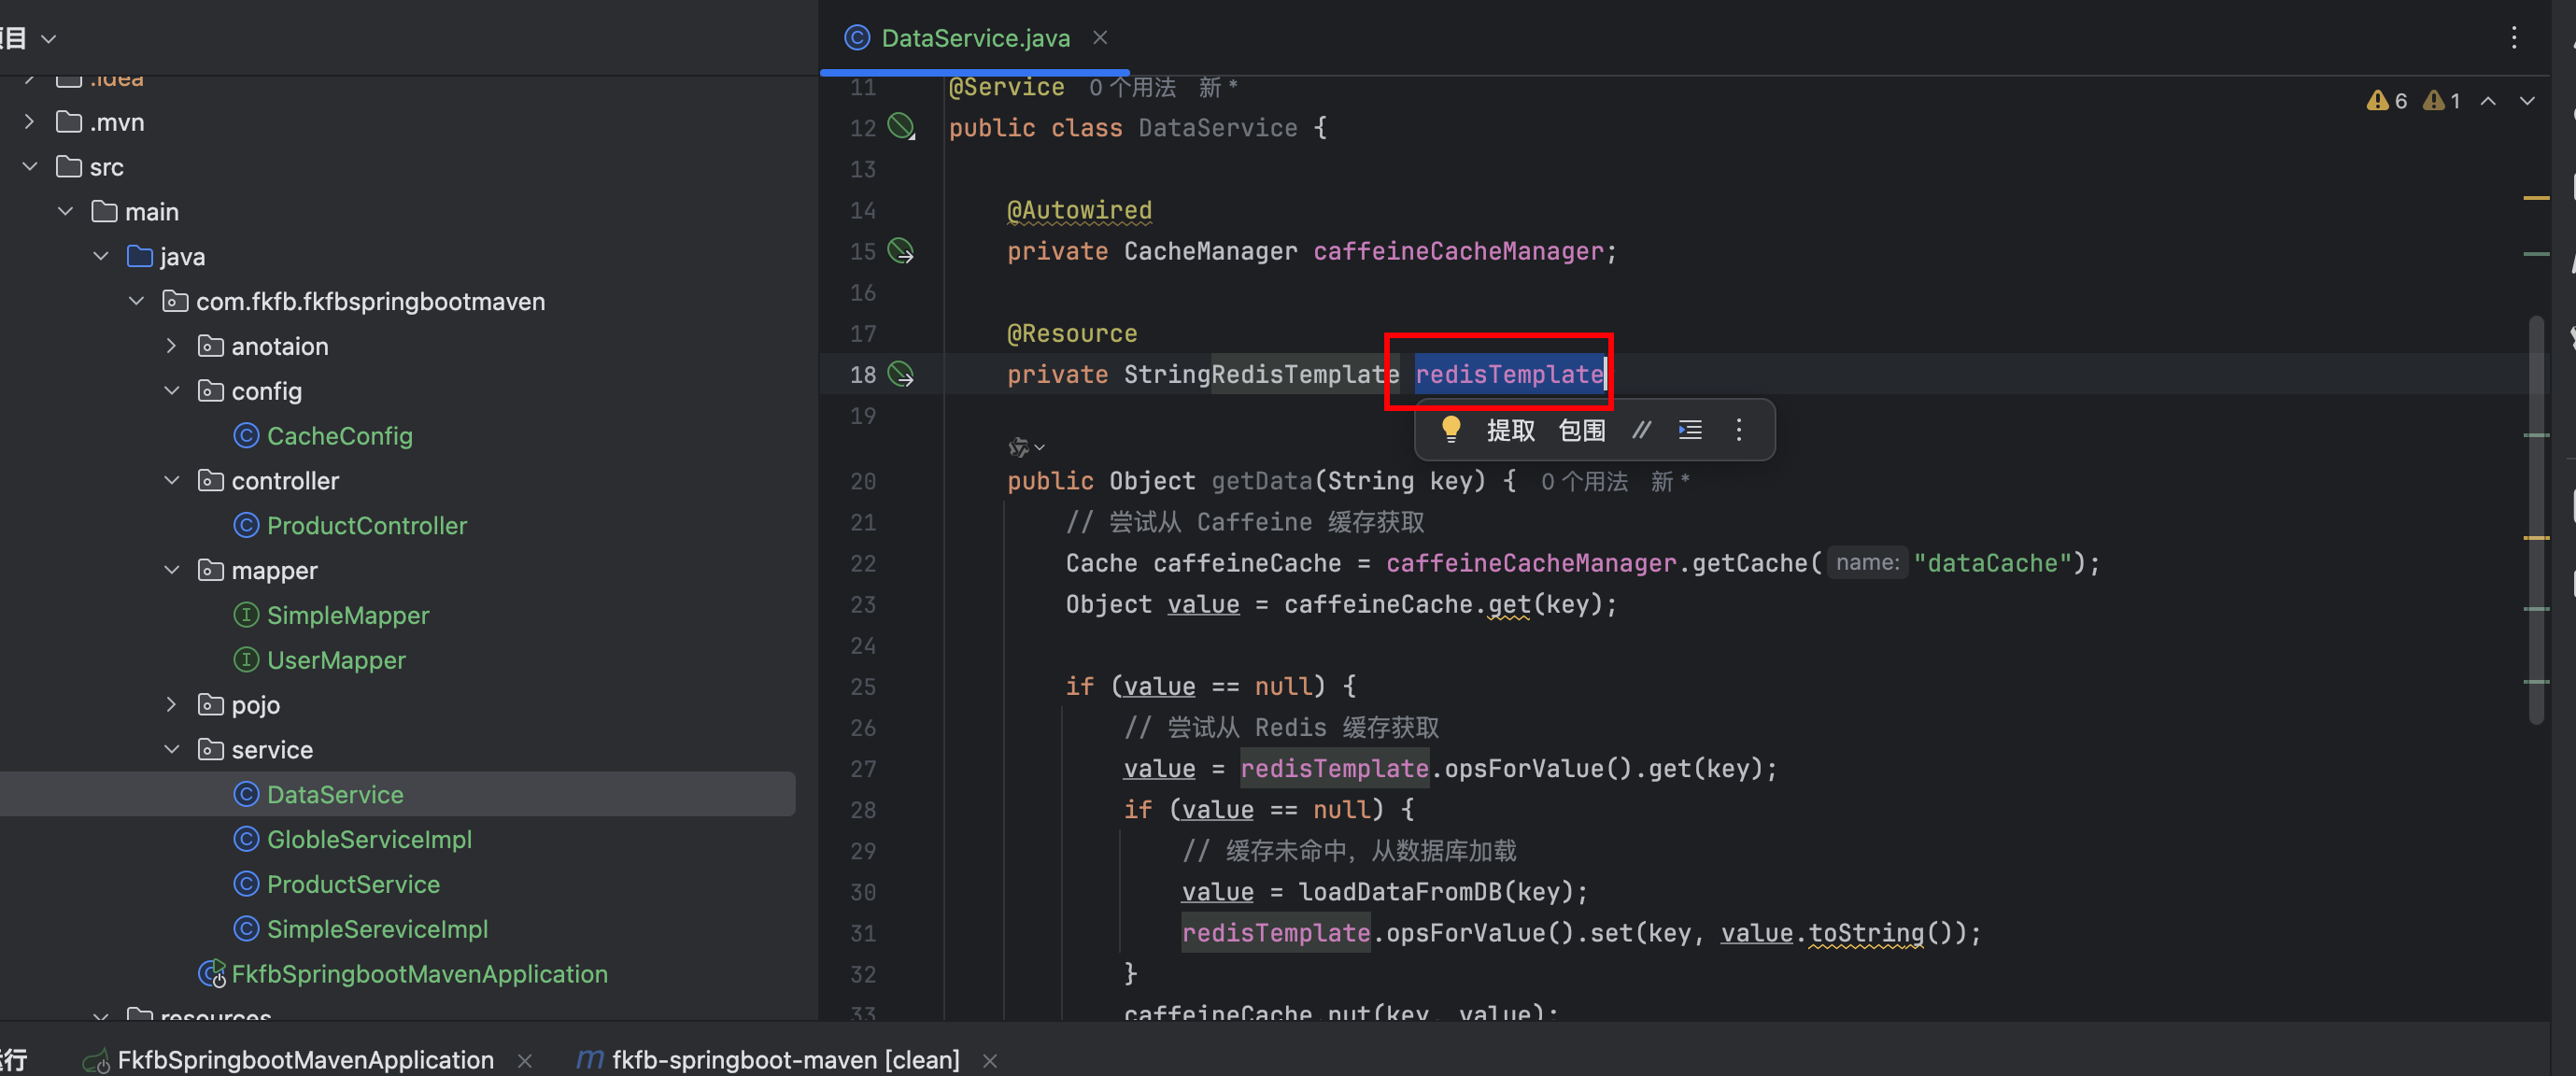 项目
.idea
.mvn
src
main
java
com.fkfb.fkfbspringbootmaven
anotaion
config
CacheConfig
controller
ProductController
mapper
SimpleMapper
UserMapper
pojo
service
DataService
GlobleServiceImpl
ProductService
SimpleSereviceImpl
FkfbSpringbootMavenApplication
resources
DataService.java
6 1
11 @Service 0 个用法 新 *
12 public class DataService {
13
14 @Autowired
15 private CacheManager caffeineCacheManager;
16
17 @Resource
18 private StringRedisTemplate redisTemplate
19
提取 包围 //
20 public Object getData(String key) { 0 个用法 新 *
21 // 尝试从 Caffeine 缓存获取
22 Cache caffeineCache = caffeineCacheManager.getCache( name: "dataCache");
23 Object value = caffeineCache.get(key);
24
25 if (value == null) {
26 // 尝试从 Redis 缓存获取
27 value = redisTemplate.opsForValue().get(key);
28 if (value == null) {
29 // 缓存未命中，从数据库加载
30 value = loadDataFromDB(key);
31 redisTemplate.opsForValue().set(key, value.toString());
32 }
33 caffeineCache.put(key, value);
运行 FkfbSpringbootMavenApplication fkfb-springboot-maven [clean]